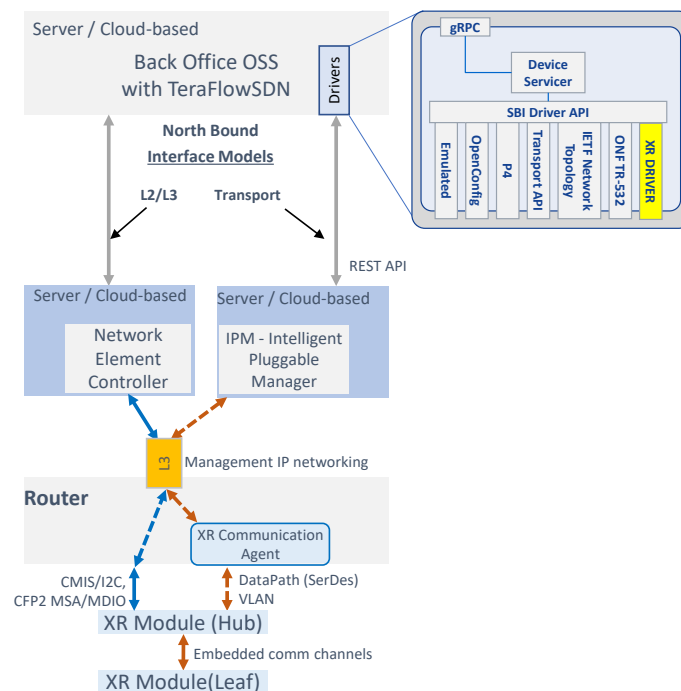 Server / Cloud-based
Back Office OSS
with TeraFlowSDN
Drivers
gRPC
Device
Servicer
SBI Driver API
Emulated
OpenConfig
P4
Transport API
IETF Network
Topology
ONF TR-532
XR DRIVER
North Bound
Interface Models
L2/L3
Transport
REST API
Server / Cloud-based
Network
Element
Controller
Server / Cloud-based
IPM - Intelligent
Pluggable
Manager
L3
Management IP networking
Router
XR Communication
Agent
CMIS/I2C,
CFP2 MSA/MDIO
DataPath (SerDes)
VLAN
XR Module (Hub)
Embedded comm channels
XR Module(Leaf)